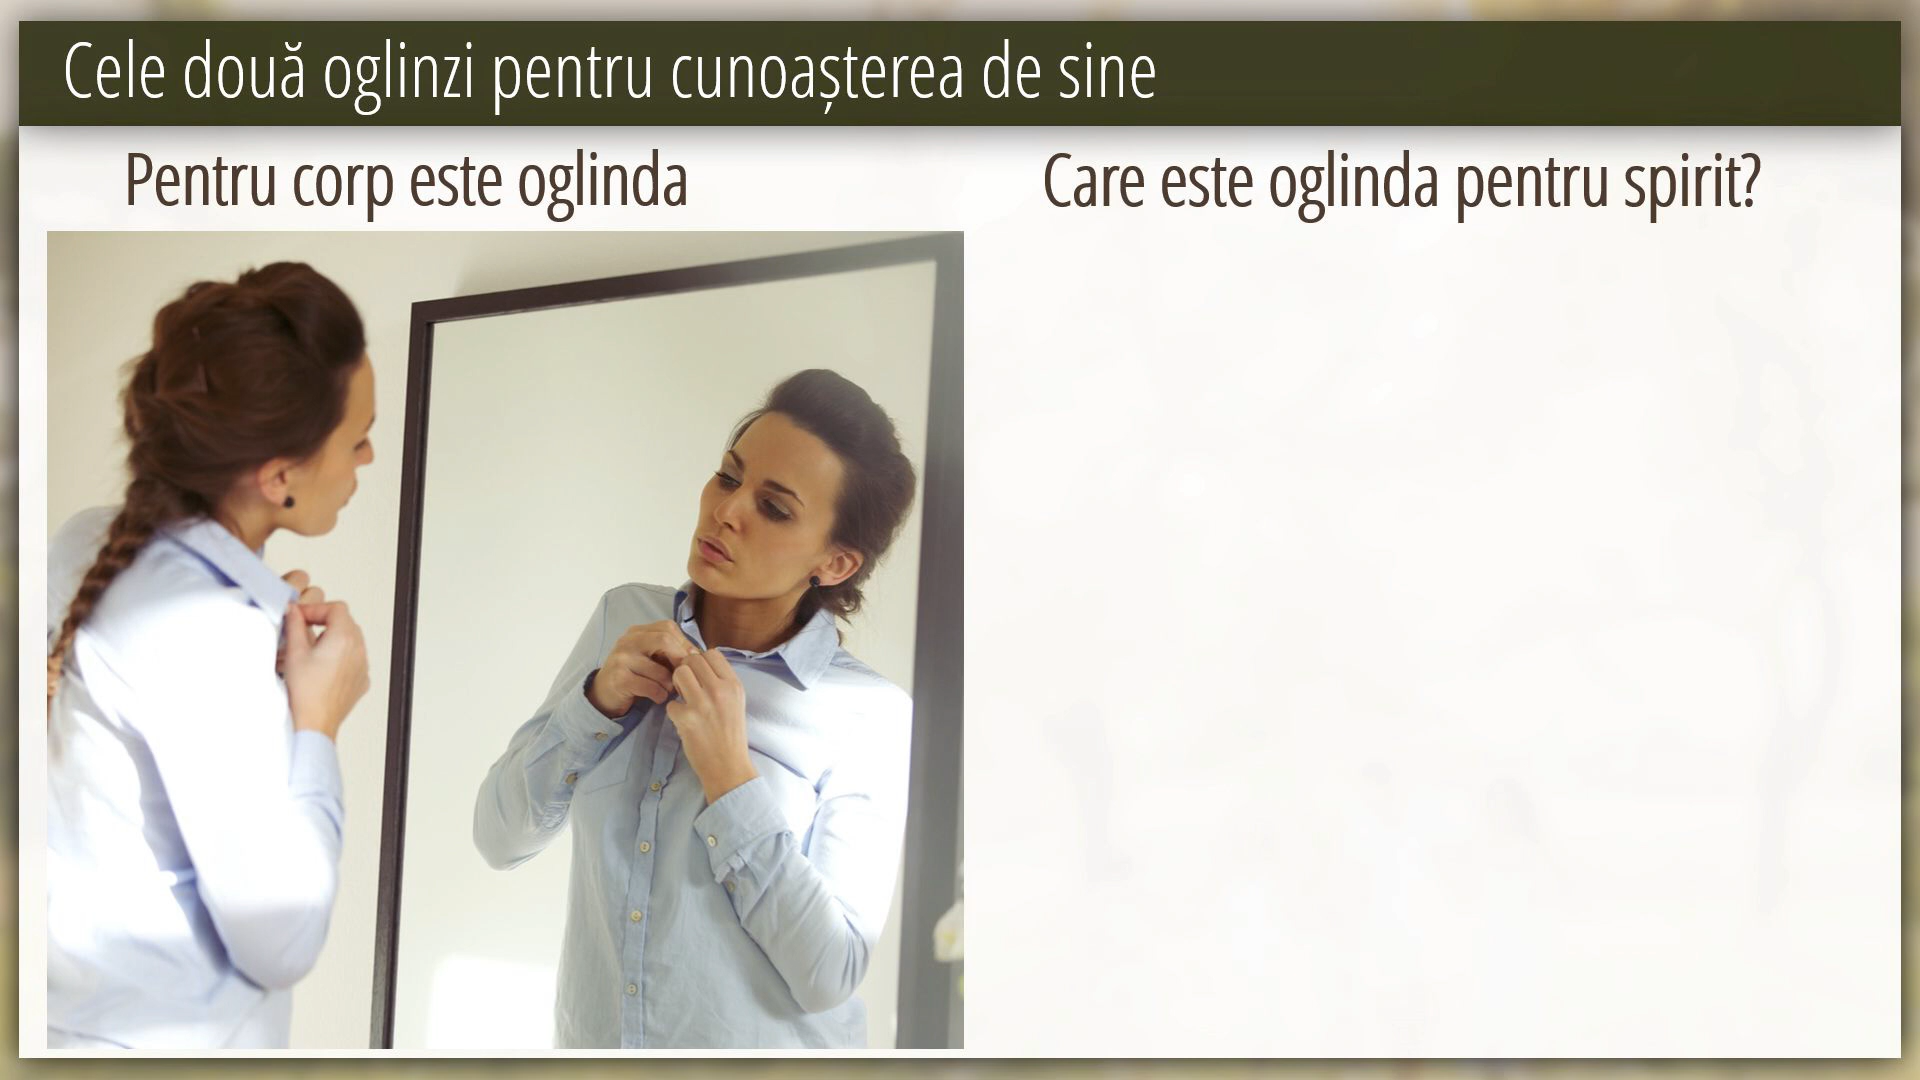 Cele două oglinzi pentru cunoașterea de sine
Pentru corp este oglinda
Care este oglinda pentru spirit?